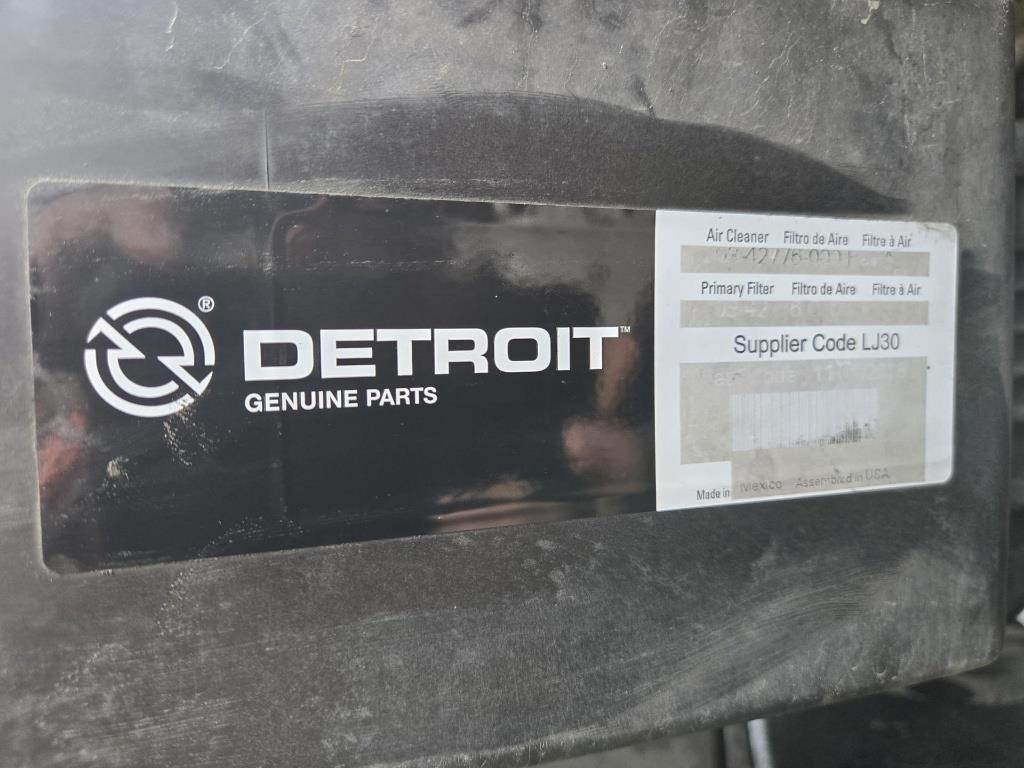 ®
DETROIT™
GENUINE PARTS
Air Cleaner Filtro de Aire Filtre à Air
Primary Filter Filtro de Aire Filtre à Air
Supplier Code LJ30
Made in Mexico Assembled in USA